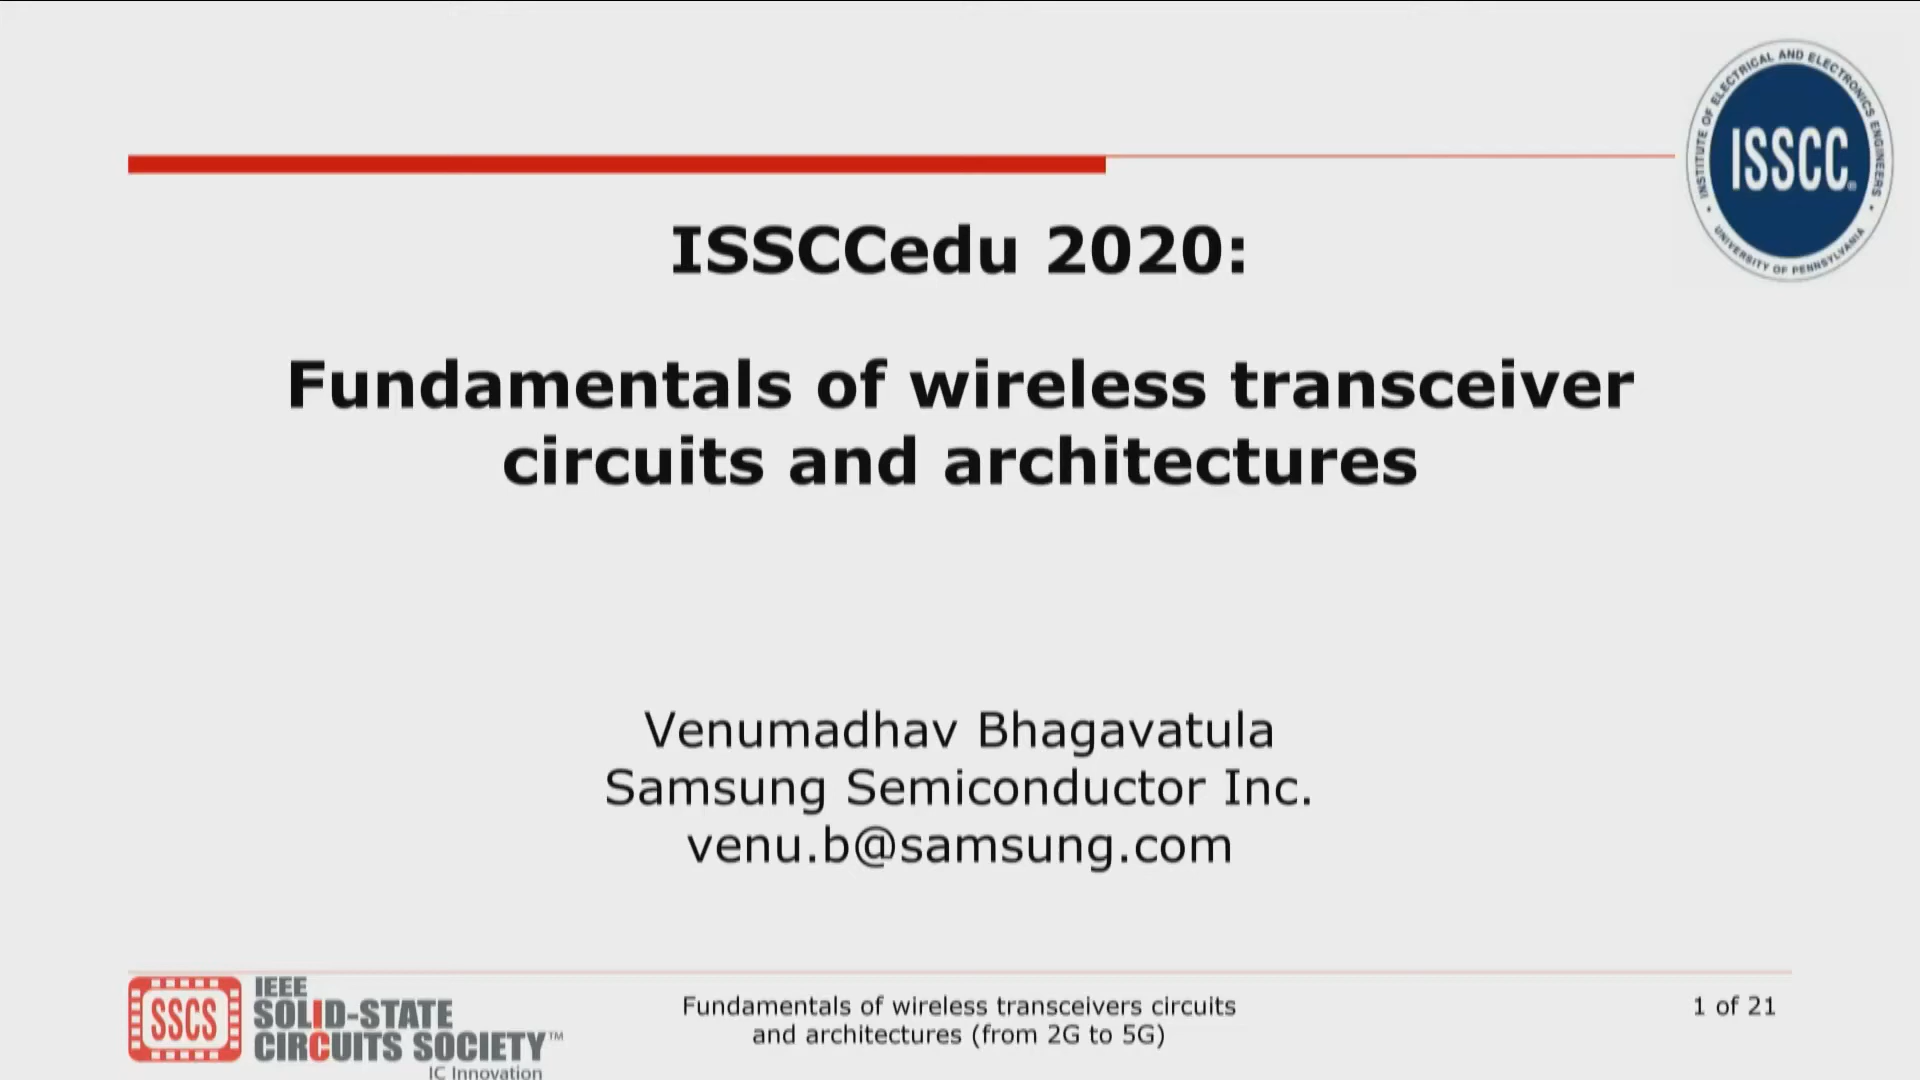 INSTITUTE OF ELECTRICAL AND ELECTRONICS ENGINEERS
ISSCC®
UNIVERSITY OF PENNSYLVANIA
ISSCCedu 2020:
Fundamentals of wireless transceiver
circuits and architectures
Venumadhav Bhagavatula
Samsung Semiconductor Inc.
venu.b@samsung.com
SSCS
IEEE
SOLID-STATE
CIRCUITS SOCIETY™
IC Innovation
Fundamentals of wireless transceivers circuits
and architectures (from 2G to 5G)
1 of 21